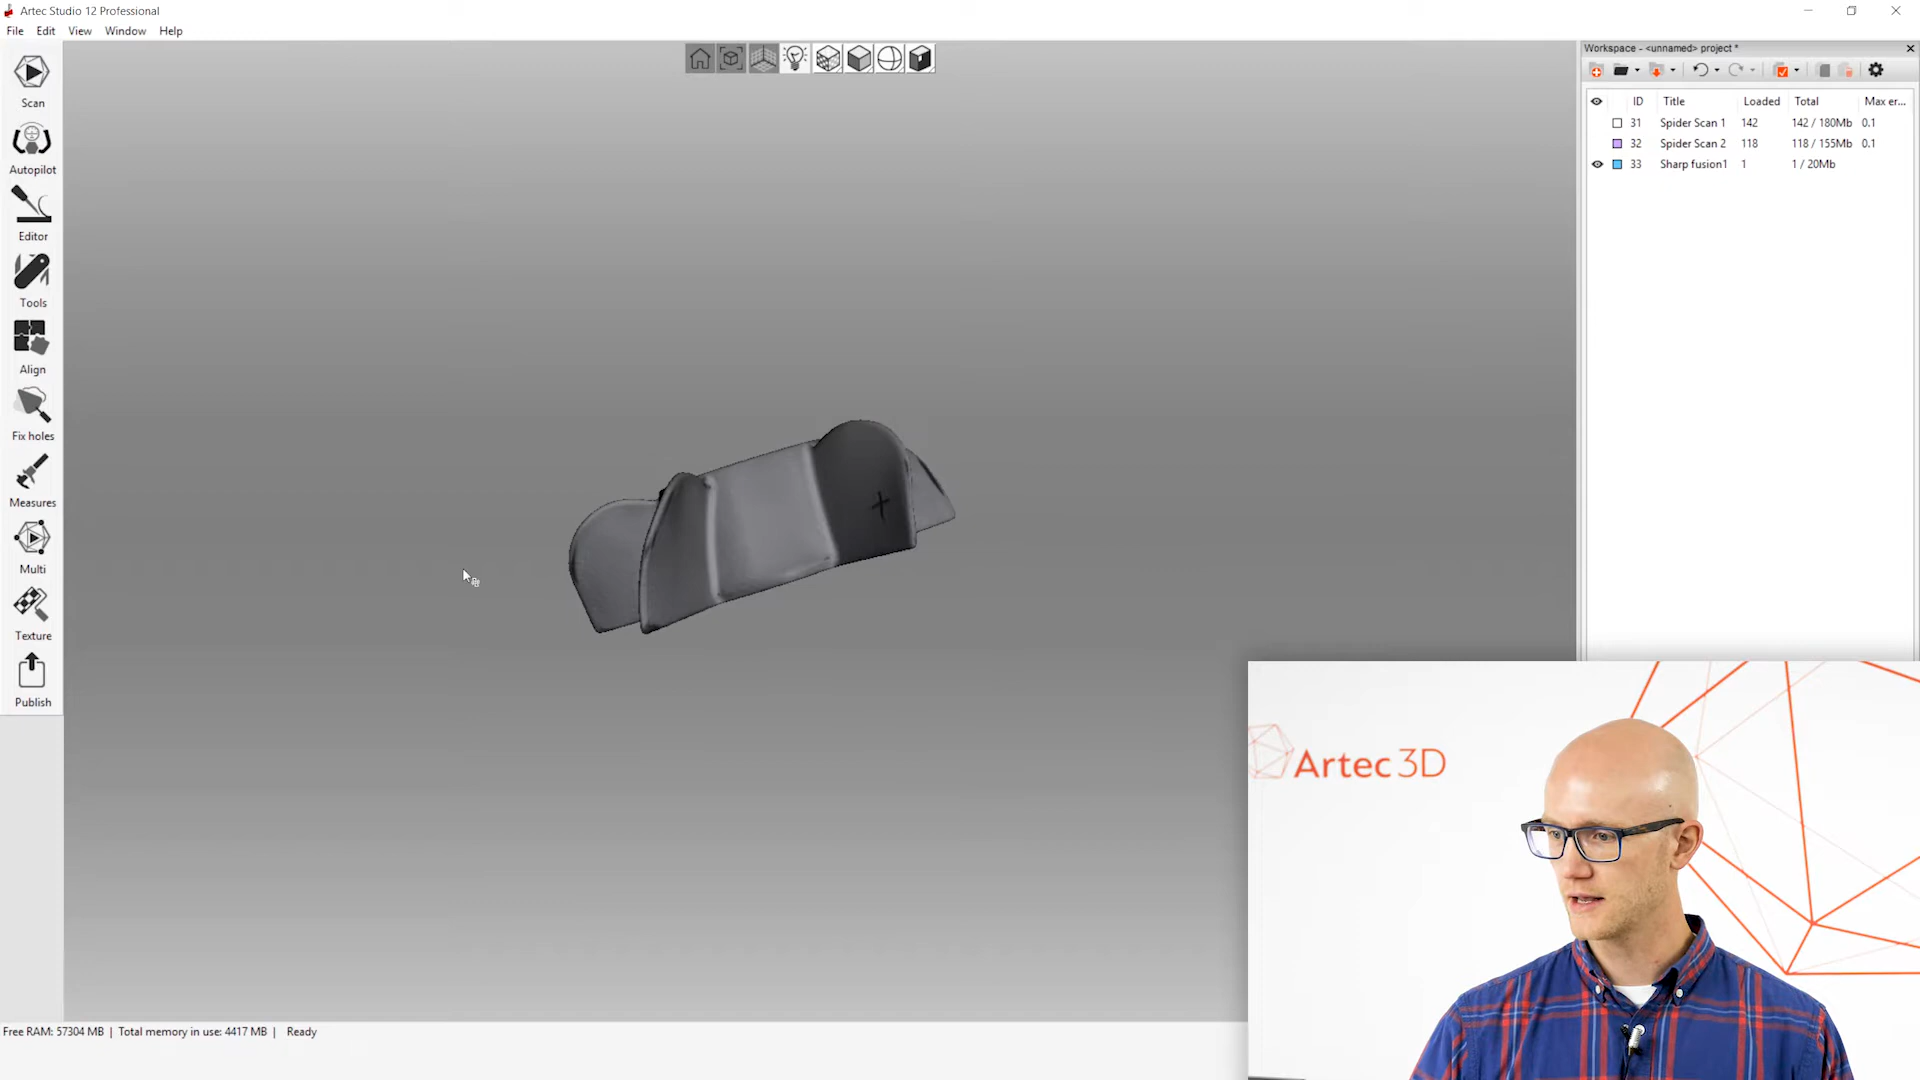 Artec Studio 12 Professional
File Edit View Window Help
Workspace - <unnamed> project *
Scan
Autopilot
Editor
Tools
Align
Fix holes
Measures
Multi
Texture
Publish
ID Title Loaded Total Max er...
31 Spider Scan 1 142 142 / 180Mb 0.1
32 Spider Scan 2 118 118 / 155Mb 0.1
33 Sharp fusion1 1 1 / 20Mb
Artec 3D
Free RAM: 57304 MB | Total memory in use: 4417 MB | Ready